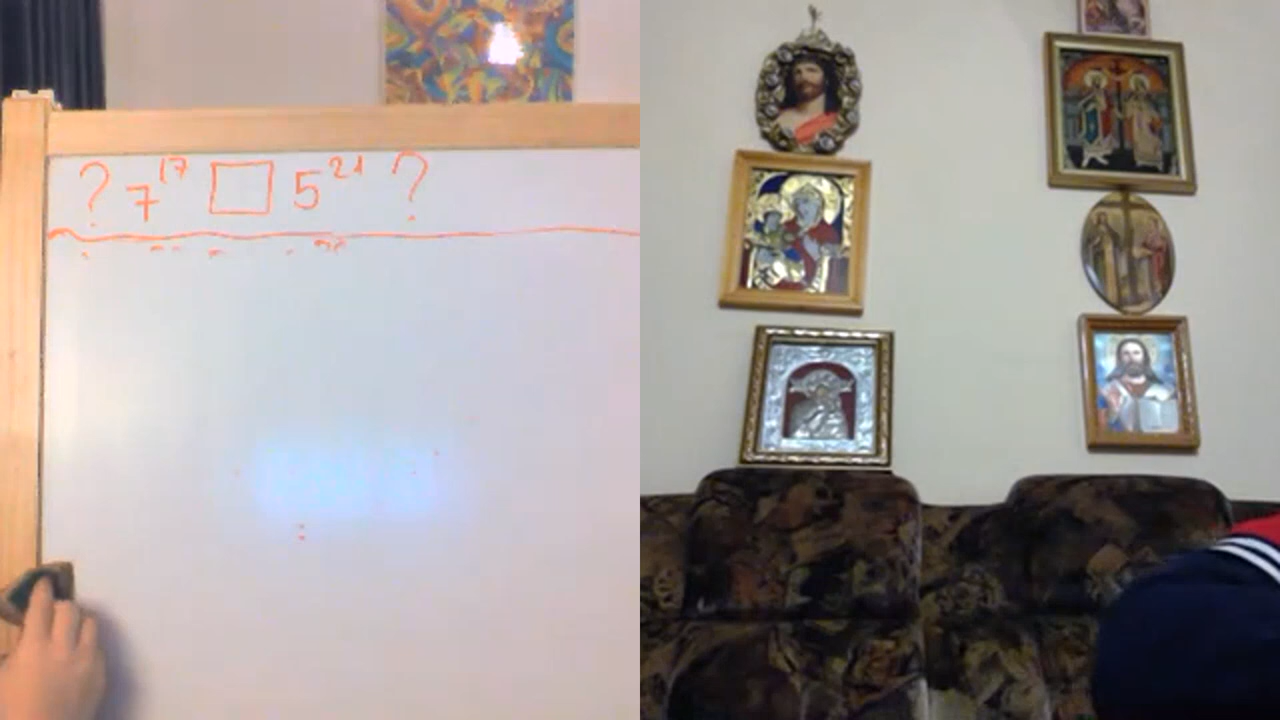 ? 7¹⁷ □ 5²¹ ?